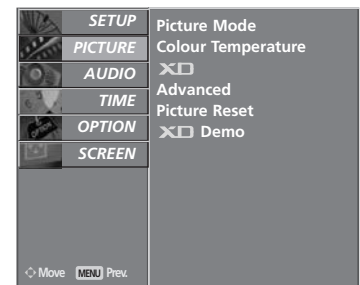 SETUP
PICTURE
AUDIO
TIME
OPTION
SCREEN
Move MENU Prev.
Picture Mode
Colour Temperature
XD
Advanced
Picture Reset
XD Demo